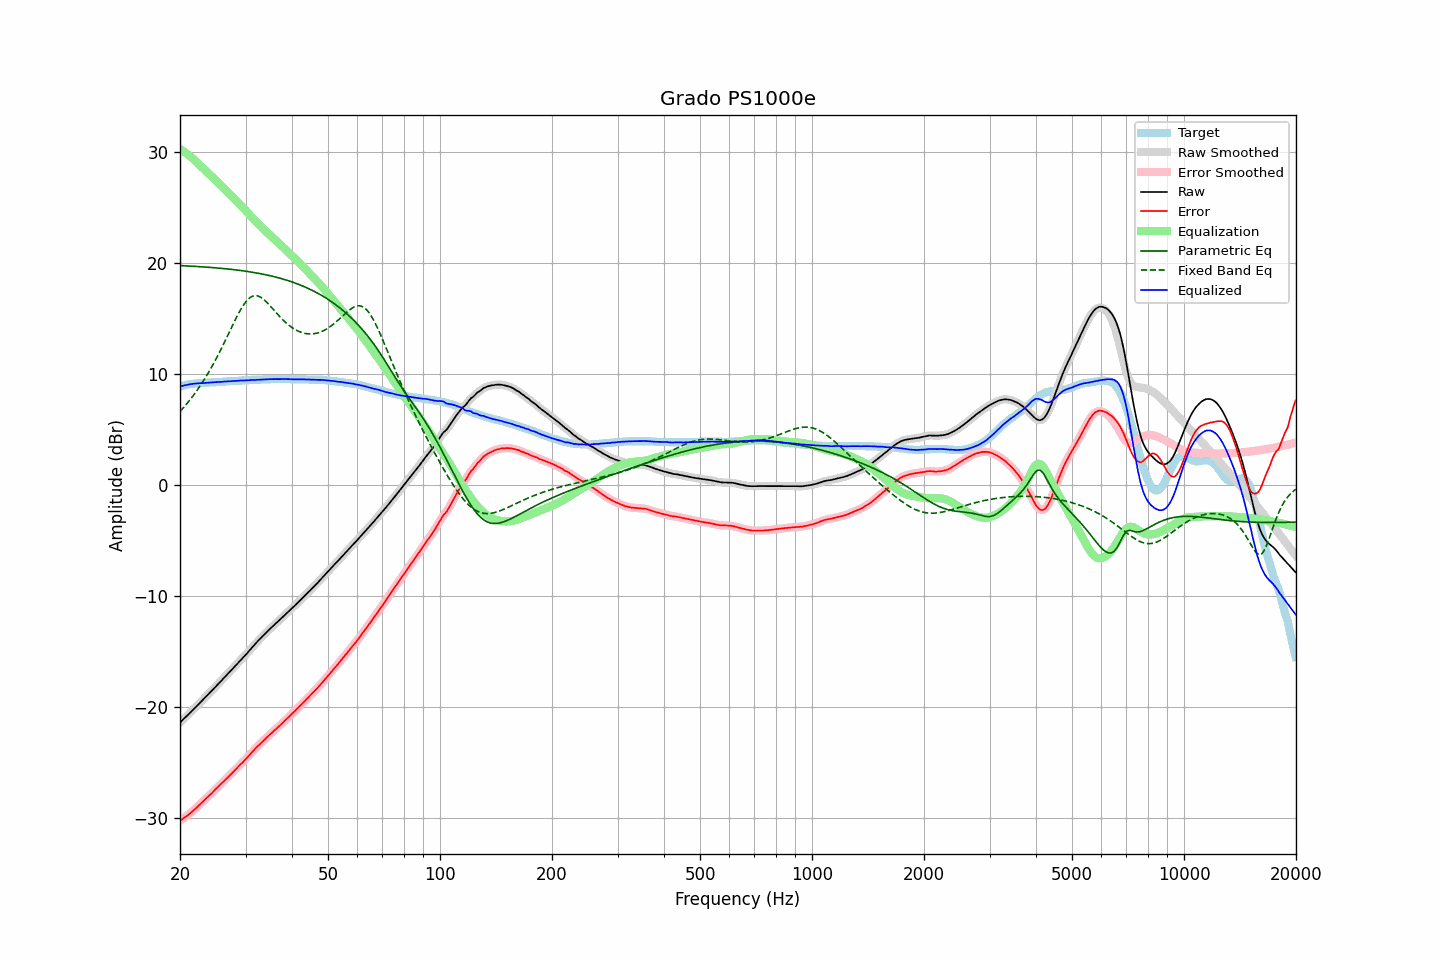 Grado PS1000e
Amplitude (dBr)
30
20
10
0
−10
−20
−30
Target
Raw Smoothed
Error Smoothed
Raw
Error
Equalization
Parametric Eq
Fixed Band Eq
Equalized
20 50 100 200 500 1000 2000 5000 10000 20000
Frequency (Hz)